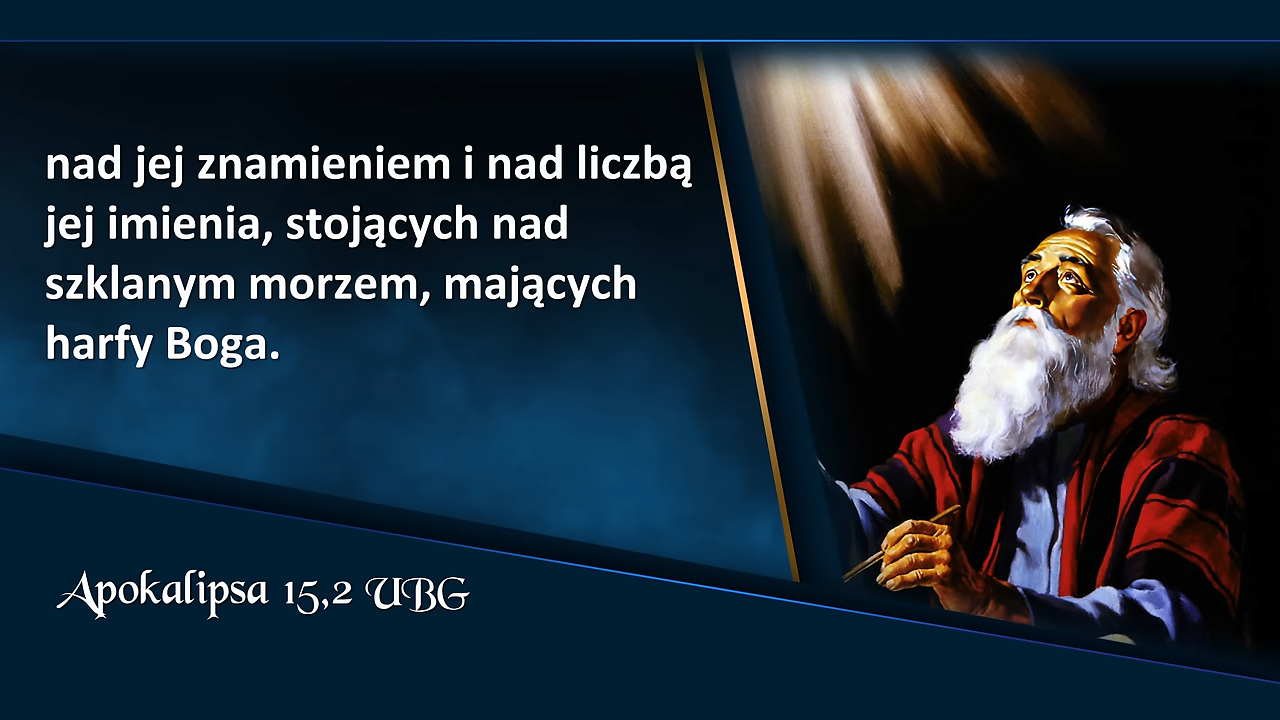 nad jej znamieniem i nad liczbą
jej imienia, stojących nad
szklanym morzem, mających
harfy Boga.
Apokalipsa 15,2 UBG